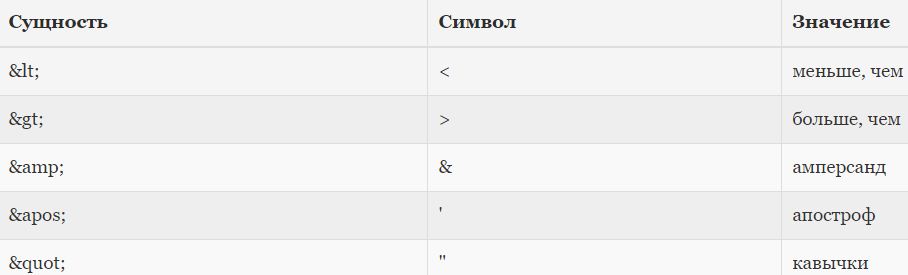 Сущность Символ Значение
&lt; < меньше, чем
&gt; > больше, чем
&amp; & амперсанд
&apos; ' апостроф
&quot; " кавычки